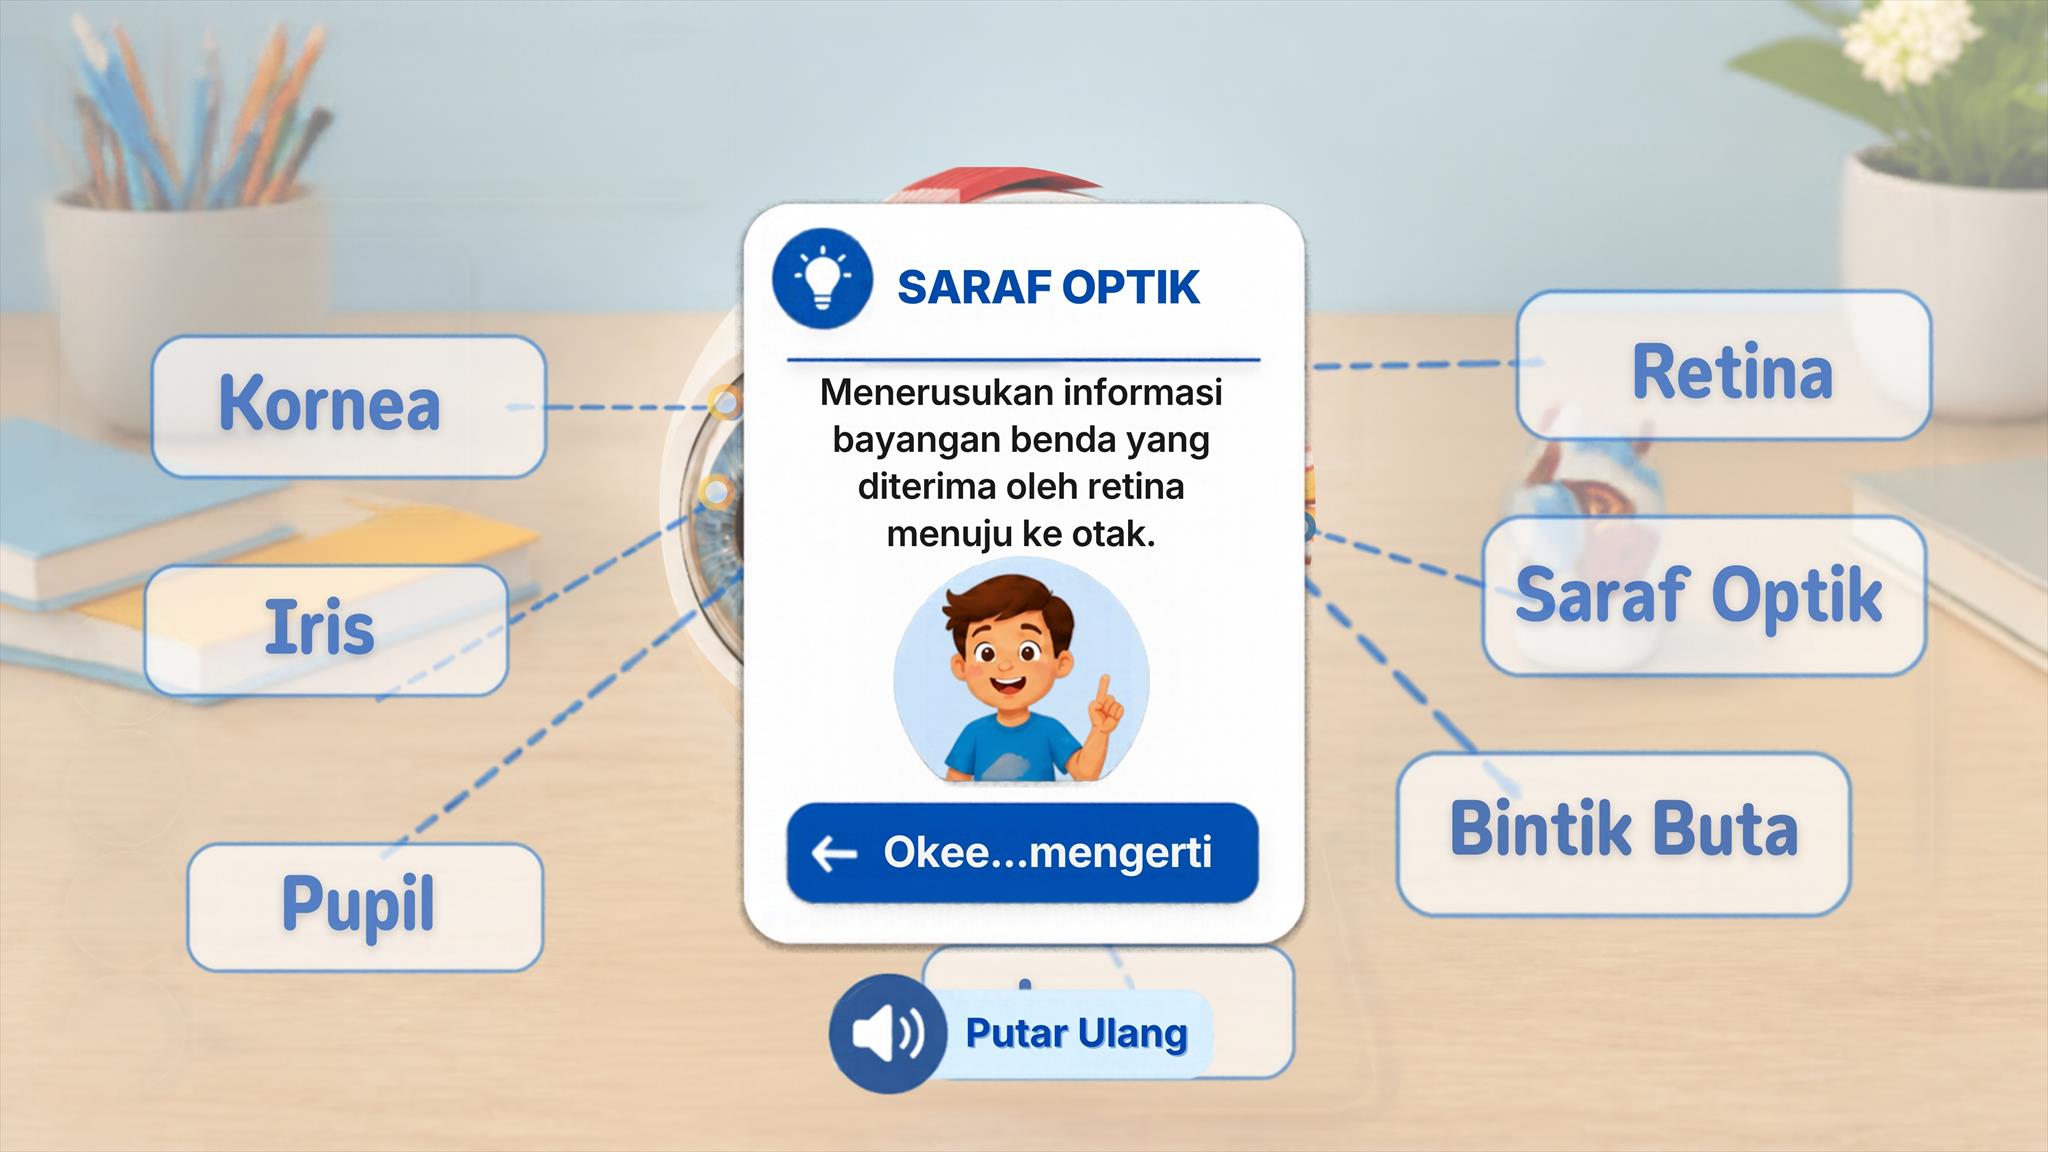 SARAF OPTIK
Menerusukan informasi
bayangan benda yang
diterima oleh retina
menuju ke otak.
Okee...mengerti
Putar Ulang
Kornea
Iris
Pupil
Retina
Saraf Optik
Bintik Buta